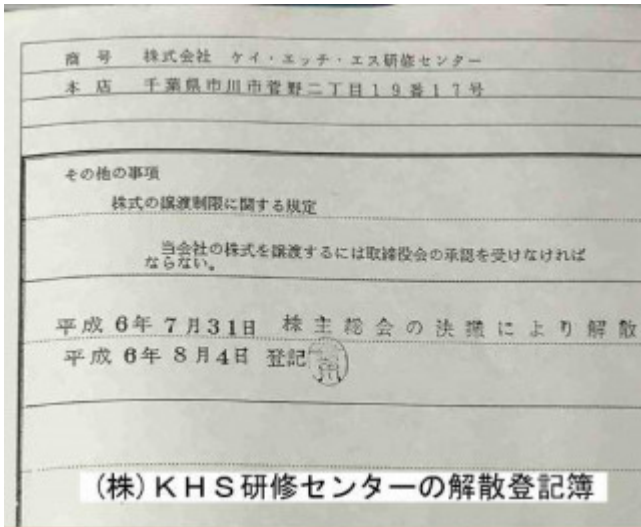 商号 株式会社 ケイ・エッチ・エス研修センター
本店 千葉県市川市菅野二丁目19番17号
その他の事項
株式の譲渡制限に関する規定
当会社の株式を譲渡するには取締役会の承認を受けなければ
ならない。
平成6年7月31日 株主総会の決議により解散
平成6年8月4日 登記
(株)KHS研修センターの解散登記簿